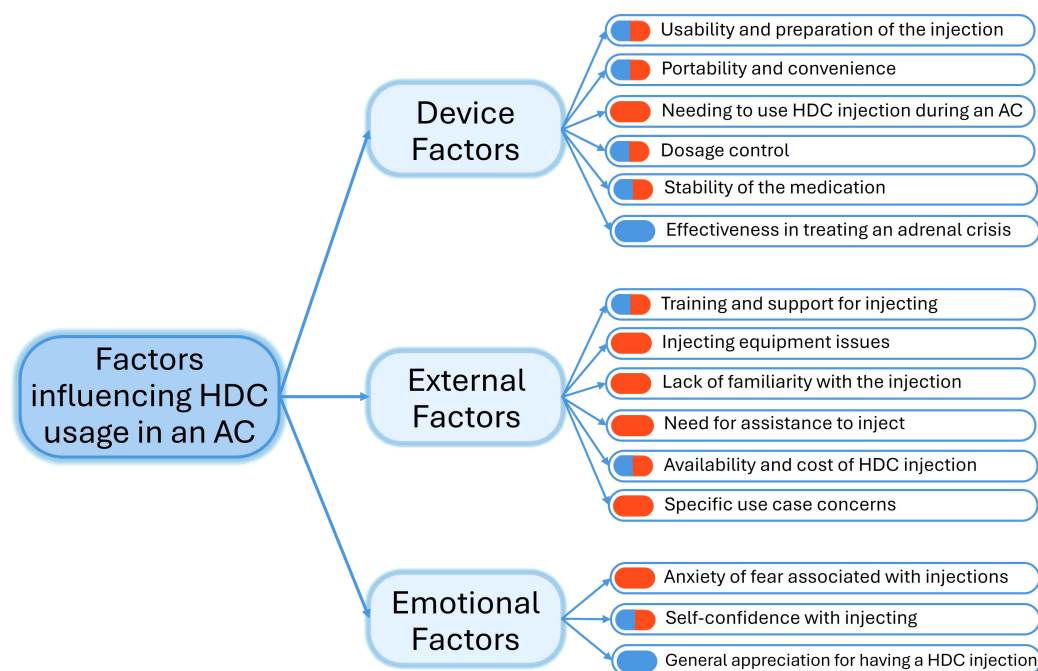 Factors
influencing HDC
usage in an AC
Device
Factors
Usability and preparation of the injection
Portability and convenience
Needing to use HDC injection during an AC
Dosage control
Stability of the medication
Effectiveness in treating an adrenal crisis
External
Factors
Training and support for injecting
Injecting equipment issues
Lack of familiarity with the injection
Need for assistance to inject
Availability and cost of HDC injection
Specific use case concerns
Emotional
Factors
Anxiety of fear associated with injections
Self-confidence with injecting
General appreciation for having a HDC injection